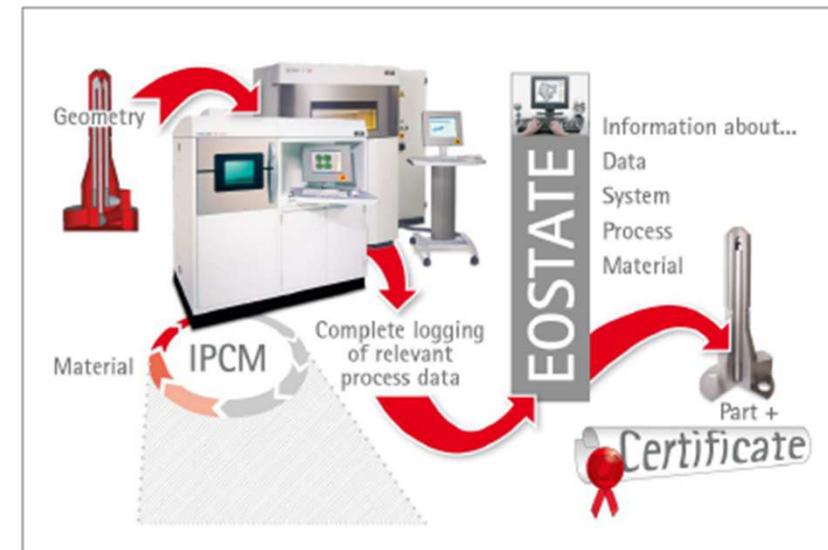 Geometry
Information about...
Data
System
Process
Material
EOSTATE
Complete logging
of relevant
process data
Material
IPCM
Part +
Certificate